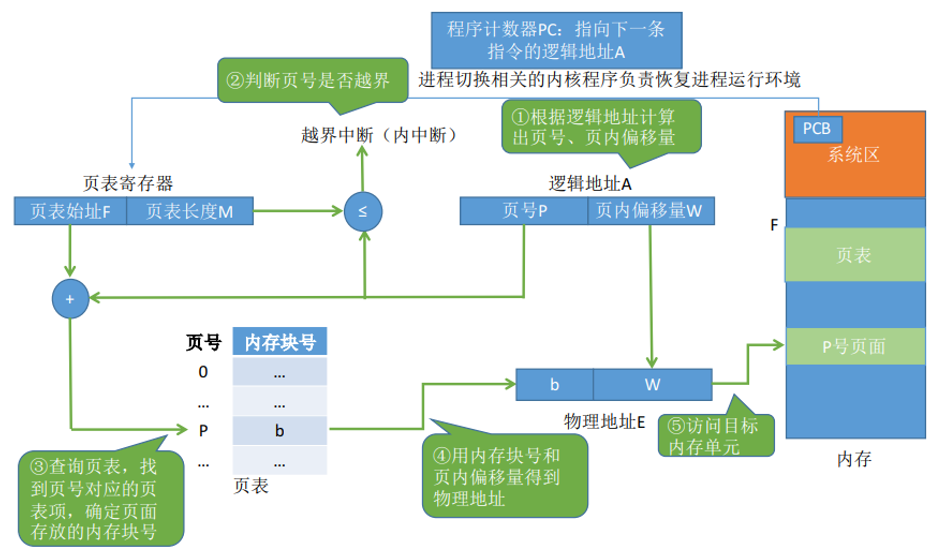 程序计数器PC：指向下一条
指令的逻辑地址A
②判断页号是否越界
进程切换相关的内核程序负责恢复进程运行环境
①根据逻辑地址计算
出页号、页内偏移量
PCB
系统区
越界中断（内中断）
页表寄存器
逻辑地址A
页表始址F
页表长度M
≤
页号P
页内偏移量W
F
页表
+
页号
内存块号
P号页面
0
…
…
…
b
W
P
b
物理地址E
⑤访问目标
内存单元
…
…
③查询页表，找
到页号对应的页
表项，确定页面
存放的内存块号
页表
④用内存块号和
页内偏移量得到
物理地址
内存